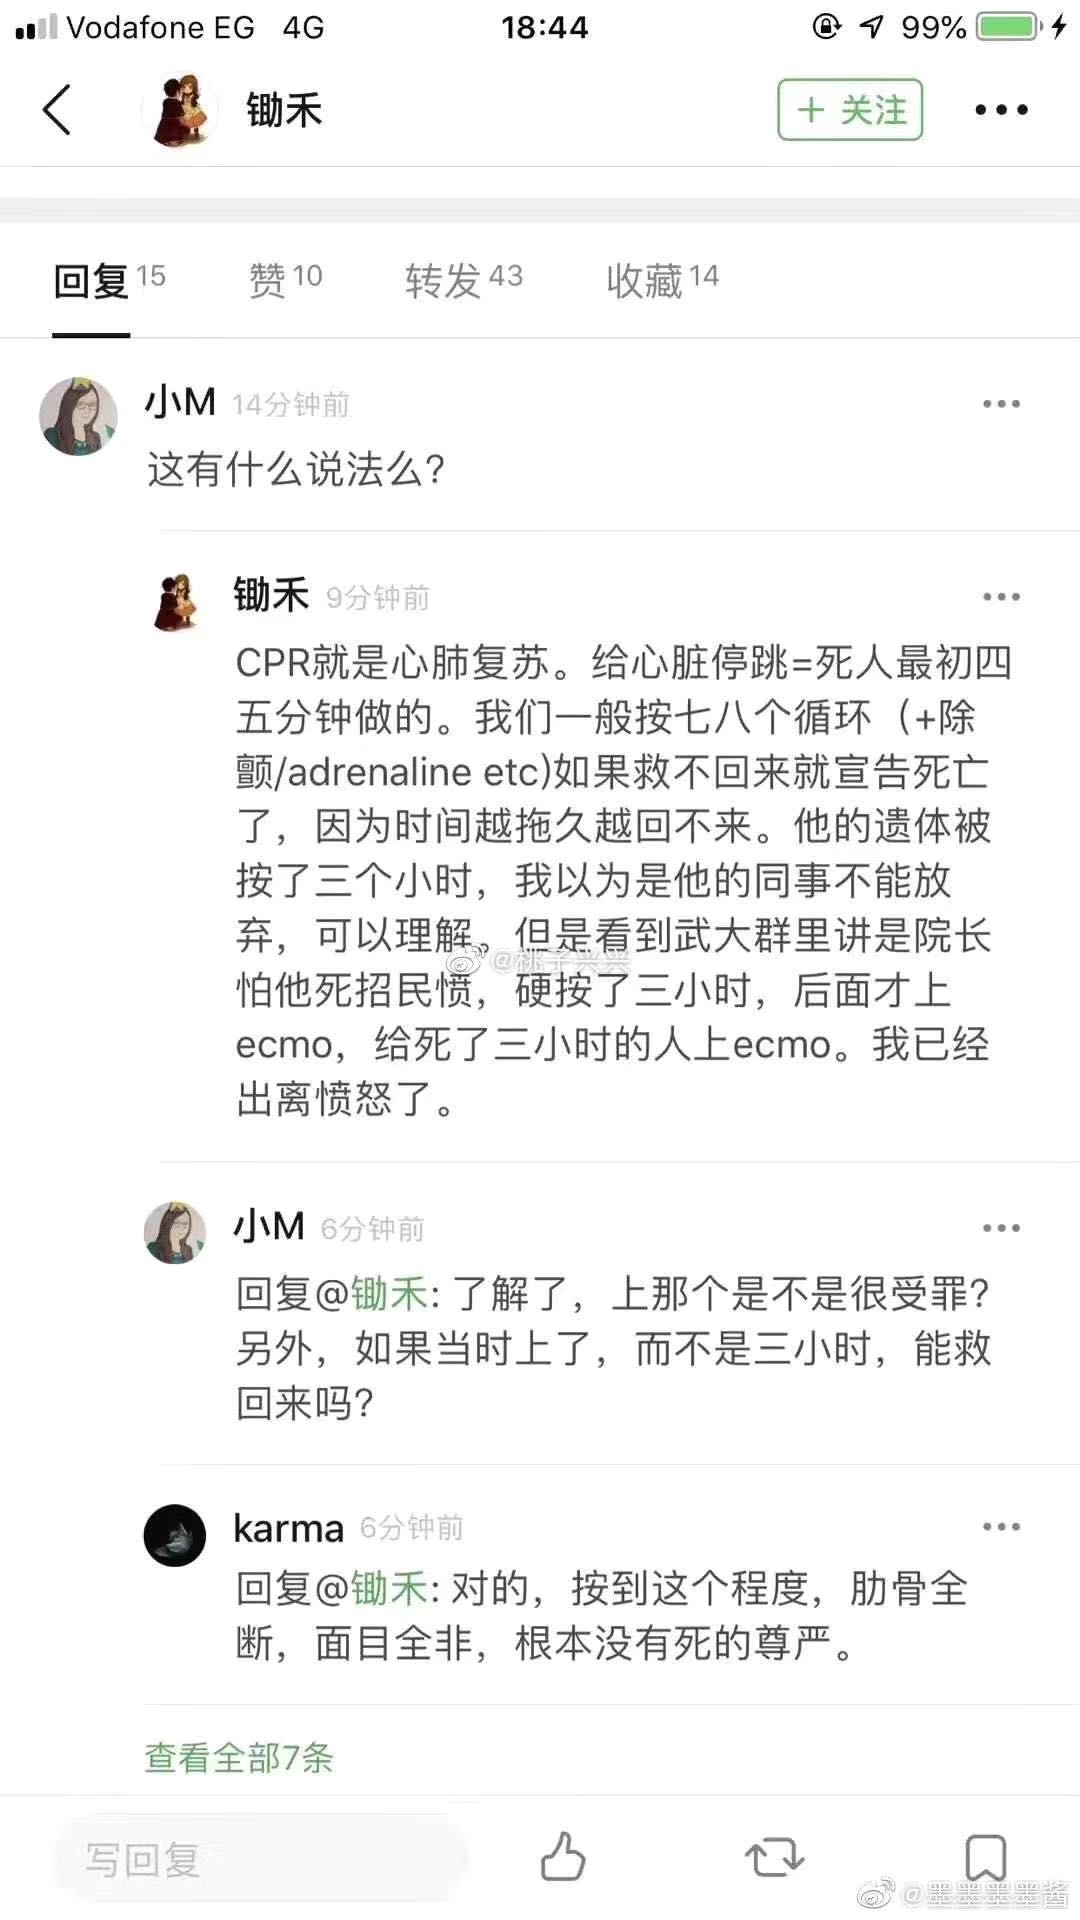 Vodafone EG 4G 18:44 99%
锄禾 + 关注
回复 15 赞 10 转发 43 收藏 14
小M 14分钟前
这有什么说法么?
锄禾 9分钟前
CPR就是心肺复苏。给心脏停跳=死人最初四
五分钟做的。我们一般按七八个循环（+除
颤/adrenaline etc)如果救不回来就宣告死亡
了，因为时间越拖久越回不来。他的遗体被
按了三个小时，我以为是他的同事不能放
弃，可以理解。但是看到武大群里讲是院长
@桃子兴兴
怕他死招民愤，硬按了三小时，后面才上
ecmo，给死了三小时的人上ecmo。我已经
出离愤怒了。
小M 6分钟前
回复@锄禾: 了解了，上那个是不是很受罪?
另外，如果当时上了，而不是三小时，能救
回来吗?
karma 6分钟前
回复@锄禾: 对的，按到这个程度，肋骨全
断，面目全非，根本没有死的尊严。
查看全部7条
写回复
@墨墨墨墨酱